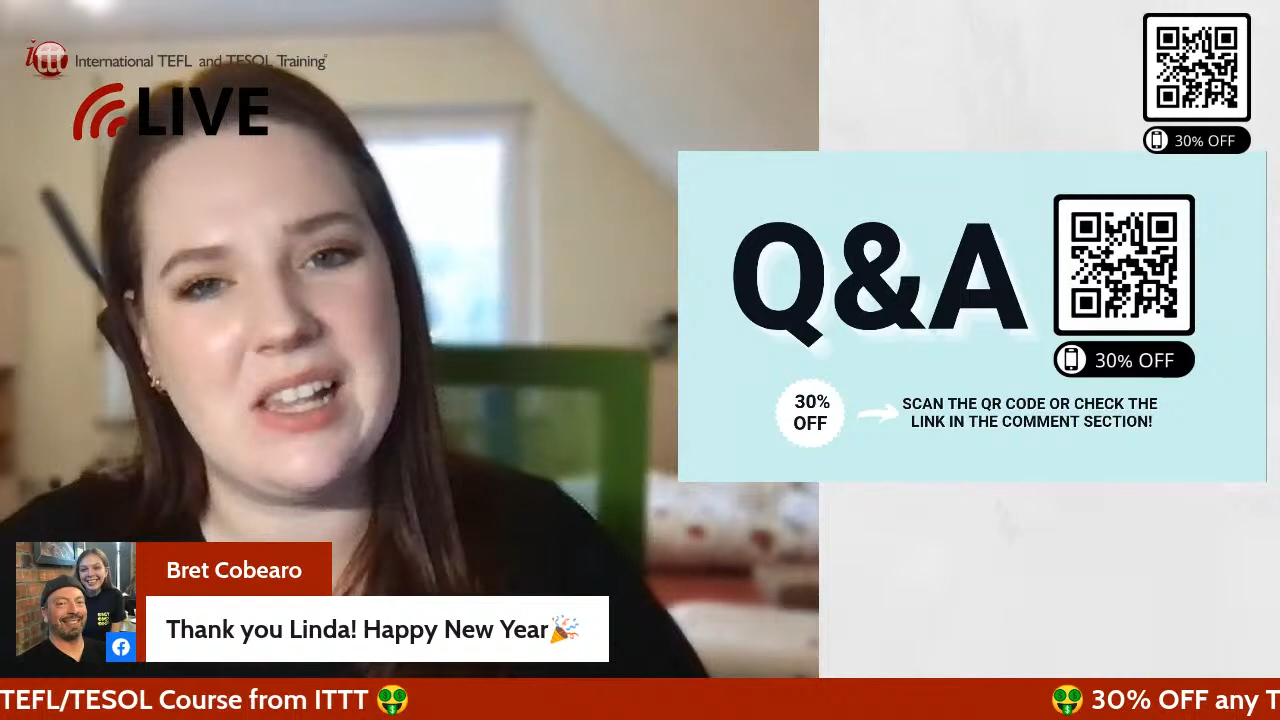 ittt International TEFL and TESOL Training
LIVE
30% OFF
Q&A
30% OFF
30%
OFF
SCAN THE QR CODE OR CHECK THE
LINK IN THE COMMENT SECTION!
Bret Cobearo
Thank you Linda! Happy New Year🎉
TEFL/TESOL Course from ITTT 🤑
🤑 30% OFF any T